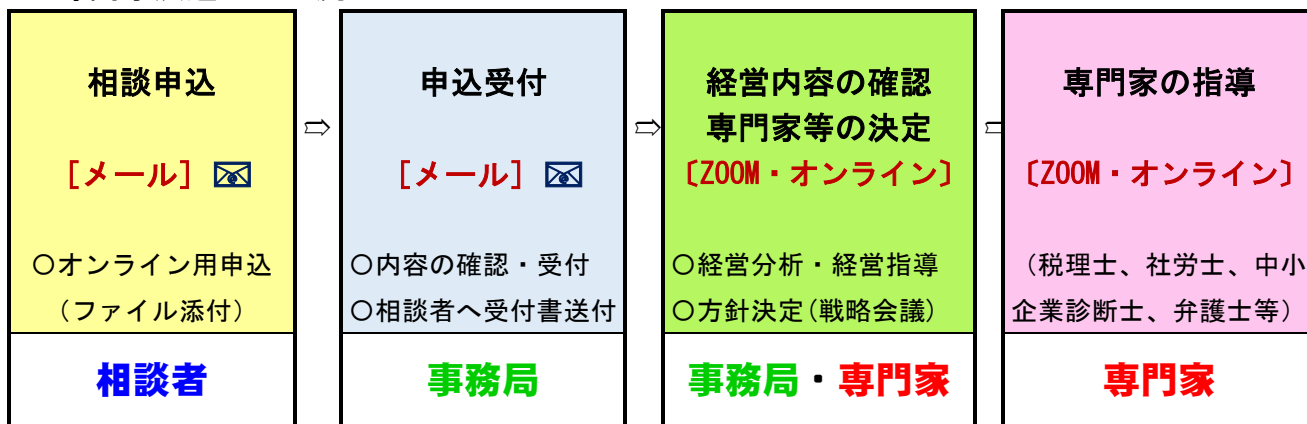 相談申込
[メール]
〇オンライン用申込
(ファイル添付)
相談者
⇨
申込受付
[メール]
〇内容の確認・受付
〇相談者へ受付書送付
事務局
⇨
経営内容の確認
専門家等の決定
〔ZOOM・オンライン〕
〇経営分析・経営指導
〇方針決定(戦略会議)
事務局・専門家
専門家の指導
〔ZOOM・オンライン〕
(税理士、社労士、中小
企業診断士、弁護士等)
専門家